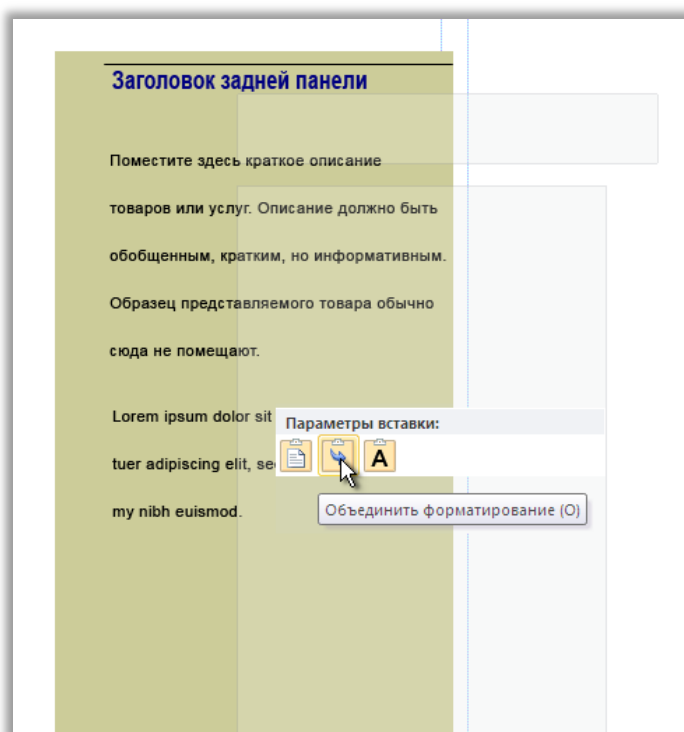 Заголовок задней панели
Поместите здесь краткое описание
товаров или услуг. Описание должно быть
обобщенным, кратким, но информативным.
Образец представляемого товара обычно
сюда не помещают.
Lorem ipsum dolor sit
Параметры вставки:
tuer adipiscing elit, se
A
Объединить форматирование (О)
my nibh euismod.